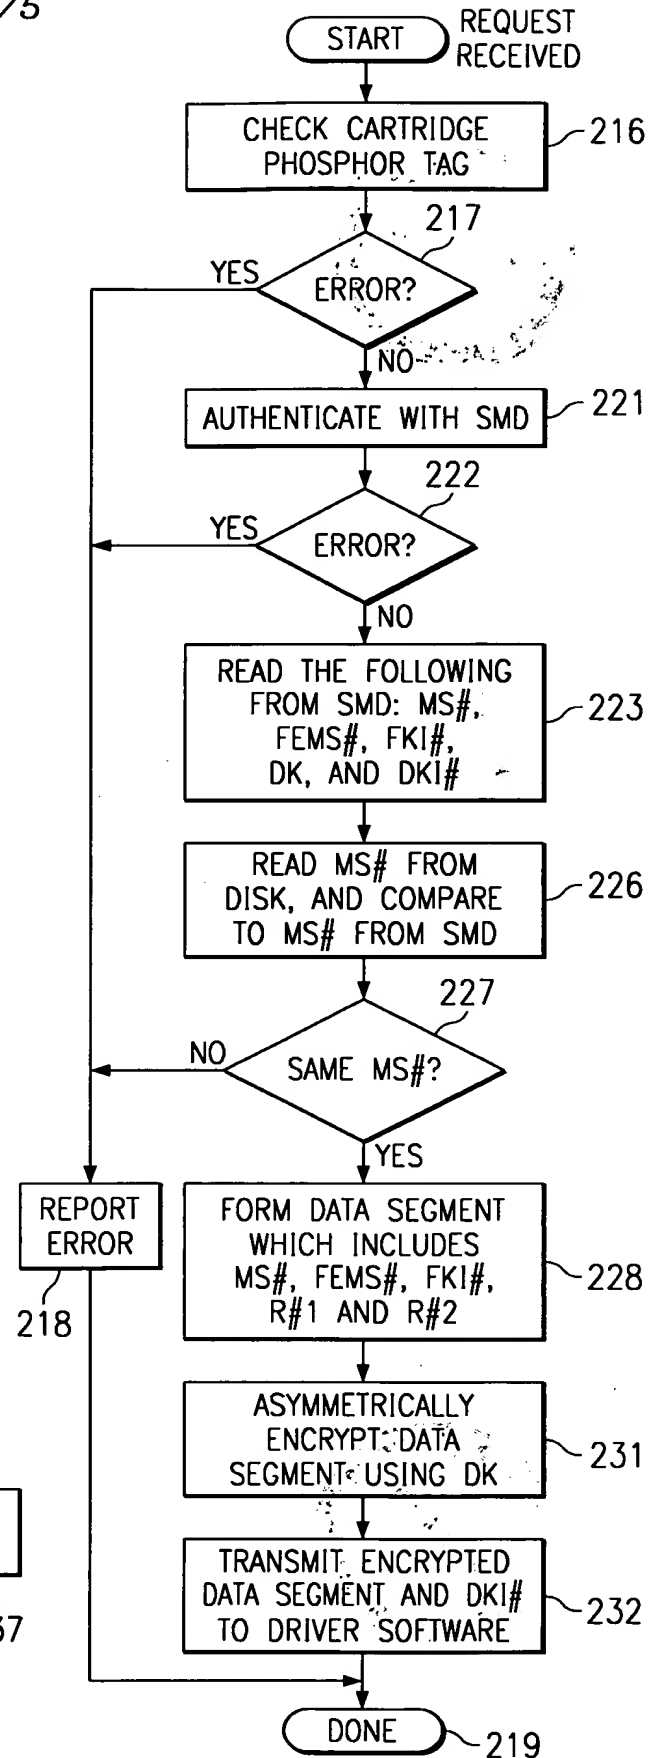 /5
START
REQUEST
RECEIVED
CHECK CARTRIDGE
PHOSPHOR TAG
216
217
YES
ERROR?
NO
AUTHENTICATE WITH SMD
221
222
YES
ERROR?
NO
READ THE FOLLOWING
FROM SMD: MS#,
FEMS#, FKI#,
DK, AND DKI#
223
READ MS# FROM
DISK, AND COMPARE
TO MS# FROM SMD
226
227
NO
SAME MS#?
YES
REPORT
ERROR
218
FORM DATA SEGMENT
WHICH INCLUDES
MS#, FEMS#, FKI#,
R#1 AND R#2
228
ASYMMETRICALLY
ENCRYPT DATA
SEGMENT USING DK
231
TRANSMIT ENCRYPTED
DATA SEGMENT AND DKI#
TO DRIVER SOFTWARE
232
37
DONE
219